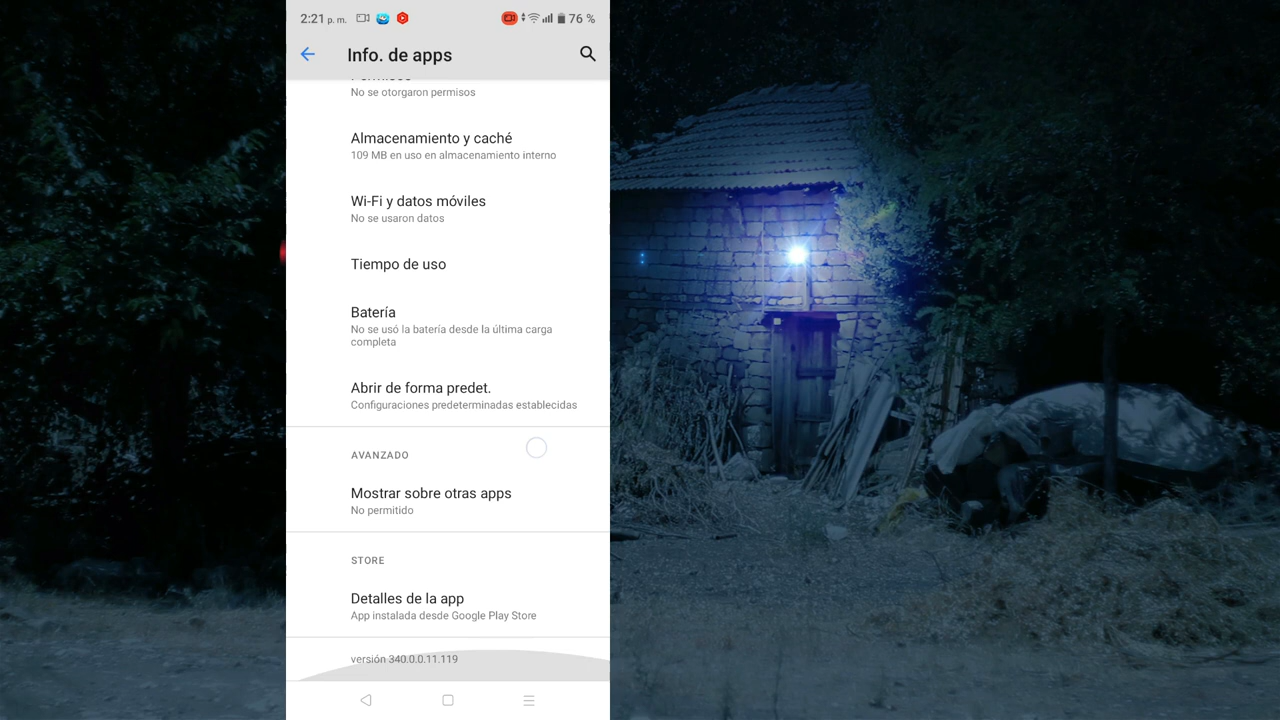 2:21 p. m.
76 %
Info. de apps
Permisos
No se otorgaron permisos
Almacenamiento y caché
109 MB en uso en almacenamiento interno
Wi-Fi y datos móviles
No se usaron datos
Tiempo de uso
Batería
No se usó la batería desde la última carga
completa
Abrir de forma predet.
Configuraciones predeterminadas establecidas
AVANZADO
Mostrar sobre otras apps
No permitido
STORE
Detalles de la app
App instalada desde Google Play Store
versión 340.0.0.11.119